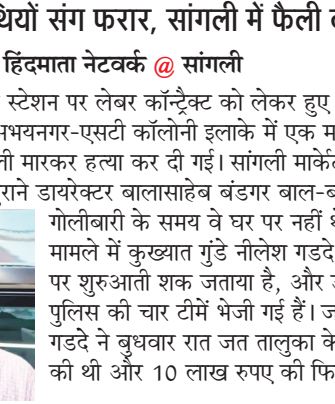 थियों संग फरार, सांगली में फैली
हिंदमाता नेटवर्क @ सांगली
स्टेशन पर लेबर कॉन्ट्रैक्ट को लेकर हुए
भयनगर-एसटी कॉलोनी इलाके में एक
ली मारकर हत्या कर दी गई। सांगली मार्केट
पुराने डायरेक्टर बालासाहेब बंडगर बाल-ब
गोलीबारी के समय वे घर पर नहीं
मामले में कुख्यात गुंडे नीलेश गडदे
पर शुरुआती शक जताया है, और
पुलिस की चार टीमें भेजी गई हैं।
गडदे ने बुधवार रात जत तालुका के
की थी और 10 लाख रुपए की फि